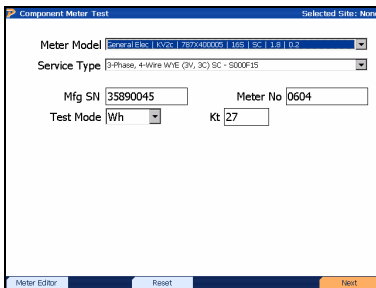 Component Meter Test Selected Site: None
Meter Model General Elec | KV2c | 787X400005 | 16S | SC | 1.8 | 0.2
Service Type 3-Phase, 4-Wire WYE (3V, 3C) SC - S000F15
Mfg SN 35890045 Meter No 0604
Test Mode Wh Kt 27
Meter Editor Reset Next